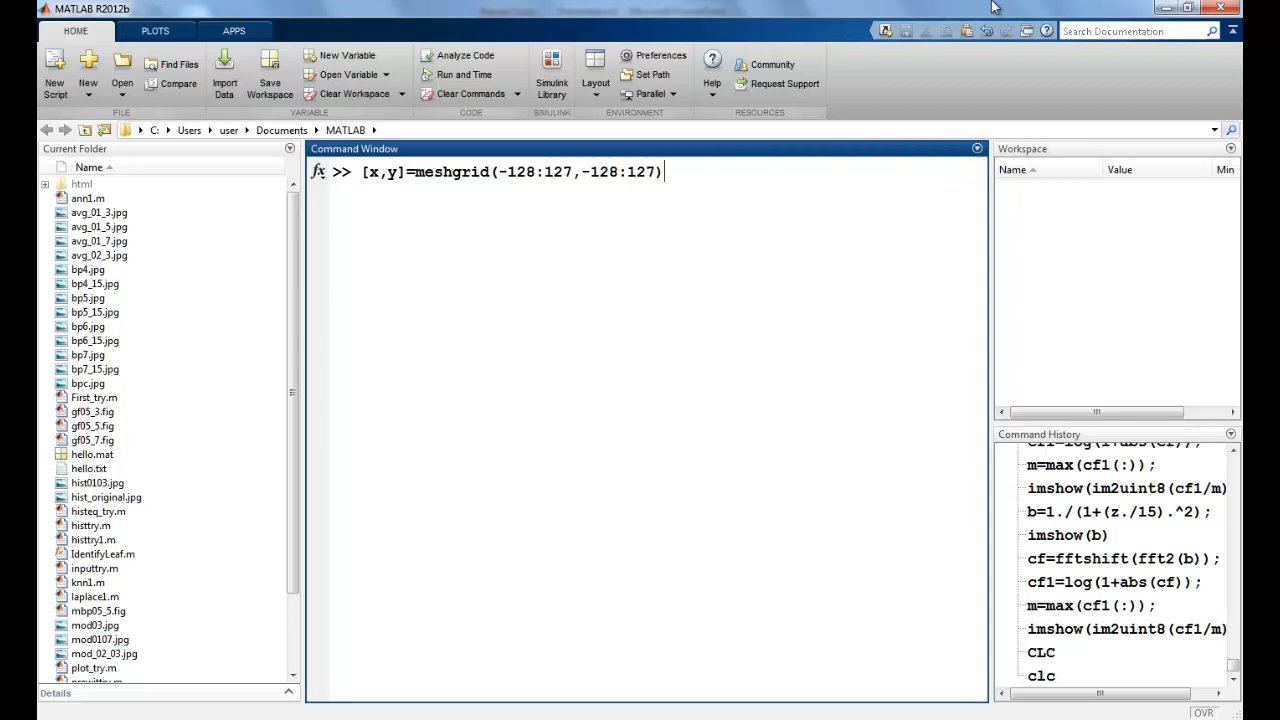 MATLAB R2012b
HOME PLOTS APPS
Search Documentation
New Script
New
Open
Find Files
Compare
Import Data
Save Workspace
New Variable
Open Variable
Clear Workspace
Analyze Code
Run and Time
Clear Commands
Simulink Library
Layout
Preferences
Set Path
Parallel
Help
Community
Request Support
FILE VARIABLE CODE SIMULINK ENVIRONMENT RESOURCES
C: Users user Documents MATLAB
Current Folder
Name
html
ann1.m
avg_01_3.jpg
avg_01_5.jpg
avg_01_7.jpg
avg_02_3.jpg
bp4.jpg
bp4_15.jpg
bp5.jpg
bp5_15.jpg
bp6.jpg
bp6_15.jpg
bp7.jpg
bp7_15.jpg
bpc.jpg
First_try.m
gf05_3.fig
gf05_5.fig
gf05_7.fig
hello.mat
hello.txt
hist0103.jpg
hist_original.jpg
histeq_try.m
histtry.m
histtry1.m
IdentifyLeaf.m
inputtry.m
knn1.m
laplace1.m
mbp05_5.fig
mod03.jpg
mod0107.jpg
mod_02_03.jpg
plot_try.m
Details
Command Window
fx >> [x,y]=meshgrid(-128:127,-128:127)
Workspace
Name Value Min
Command History
cf1=log(1+abs(cf));
m=max(cf1(:));
imshow(im2uint8(cf1/m)
b=1./(1+(z./15).^2);
imshow(b)
cf=fftshift(fft2(b));
cf1=log(1+abs(cf));
m=max(cf1(:));
imshow(im2uint8(cf1/m)
CLC
clc
OVR